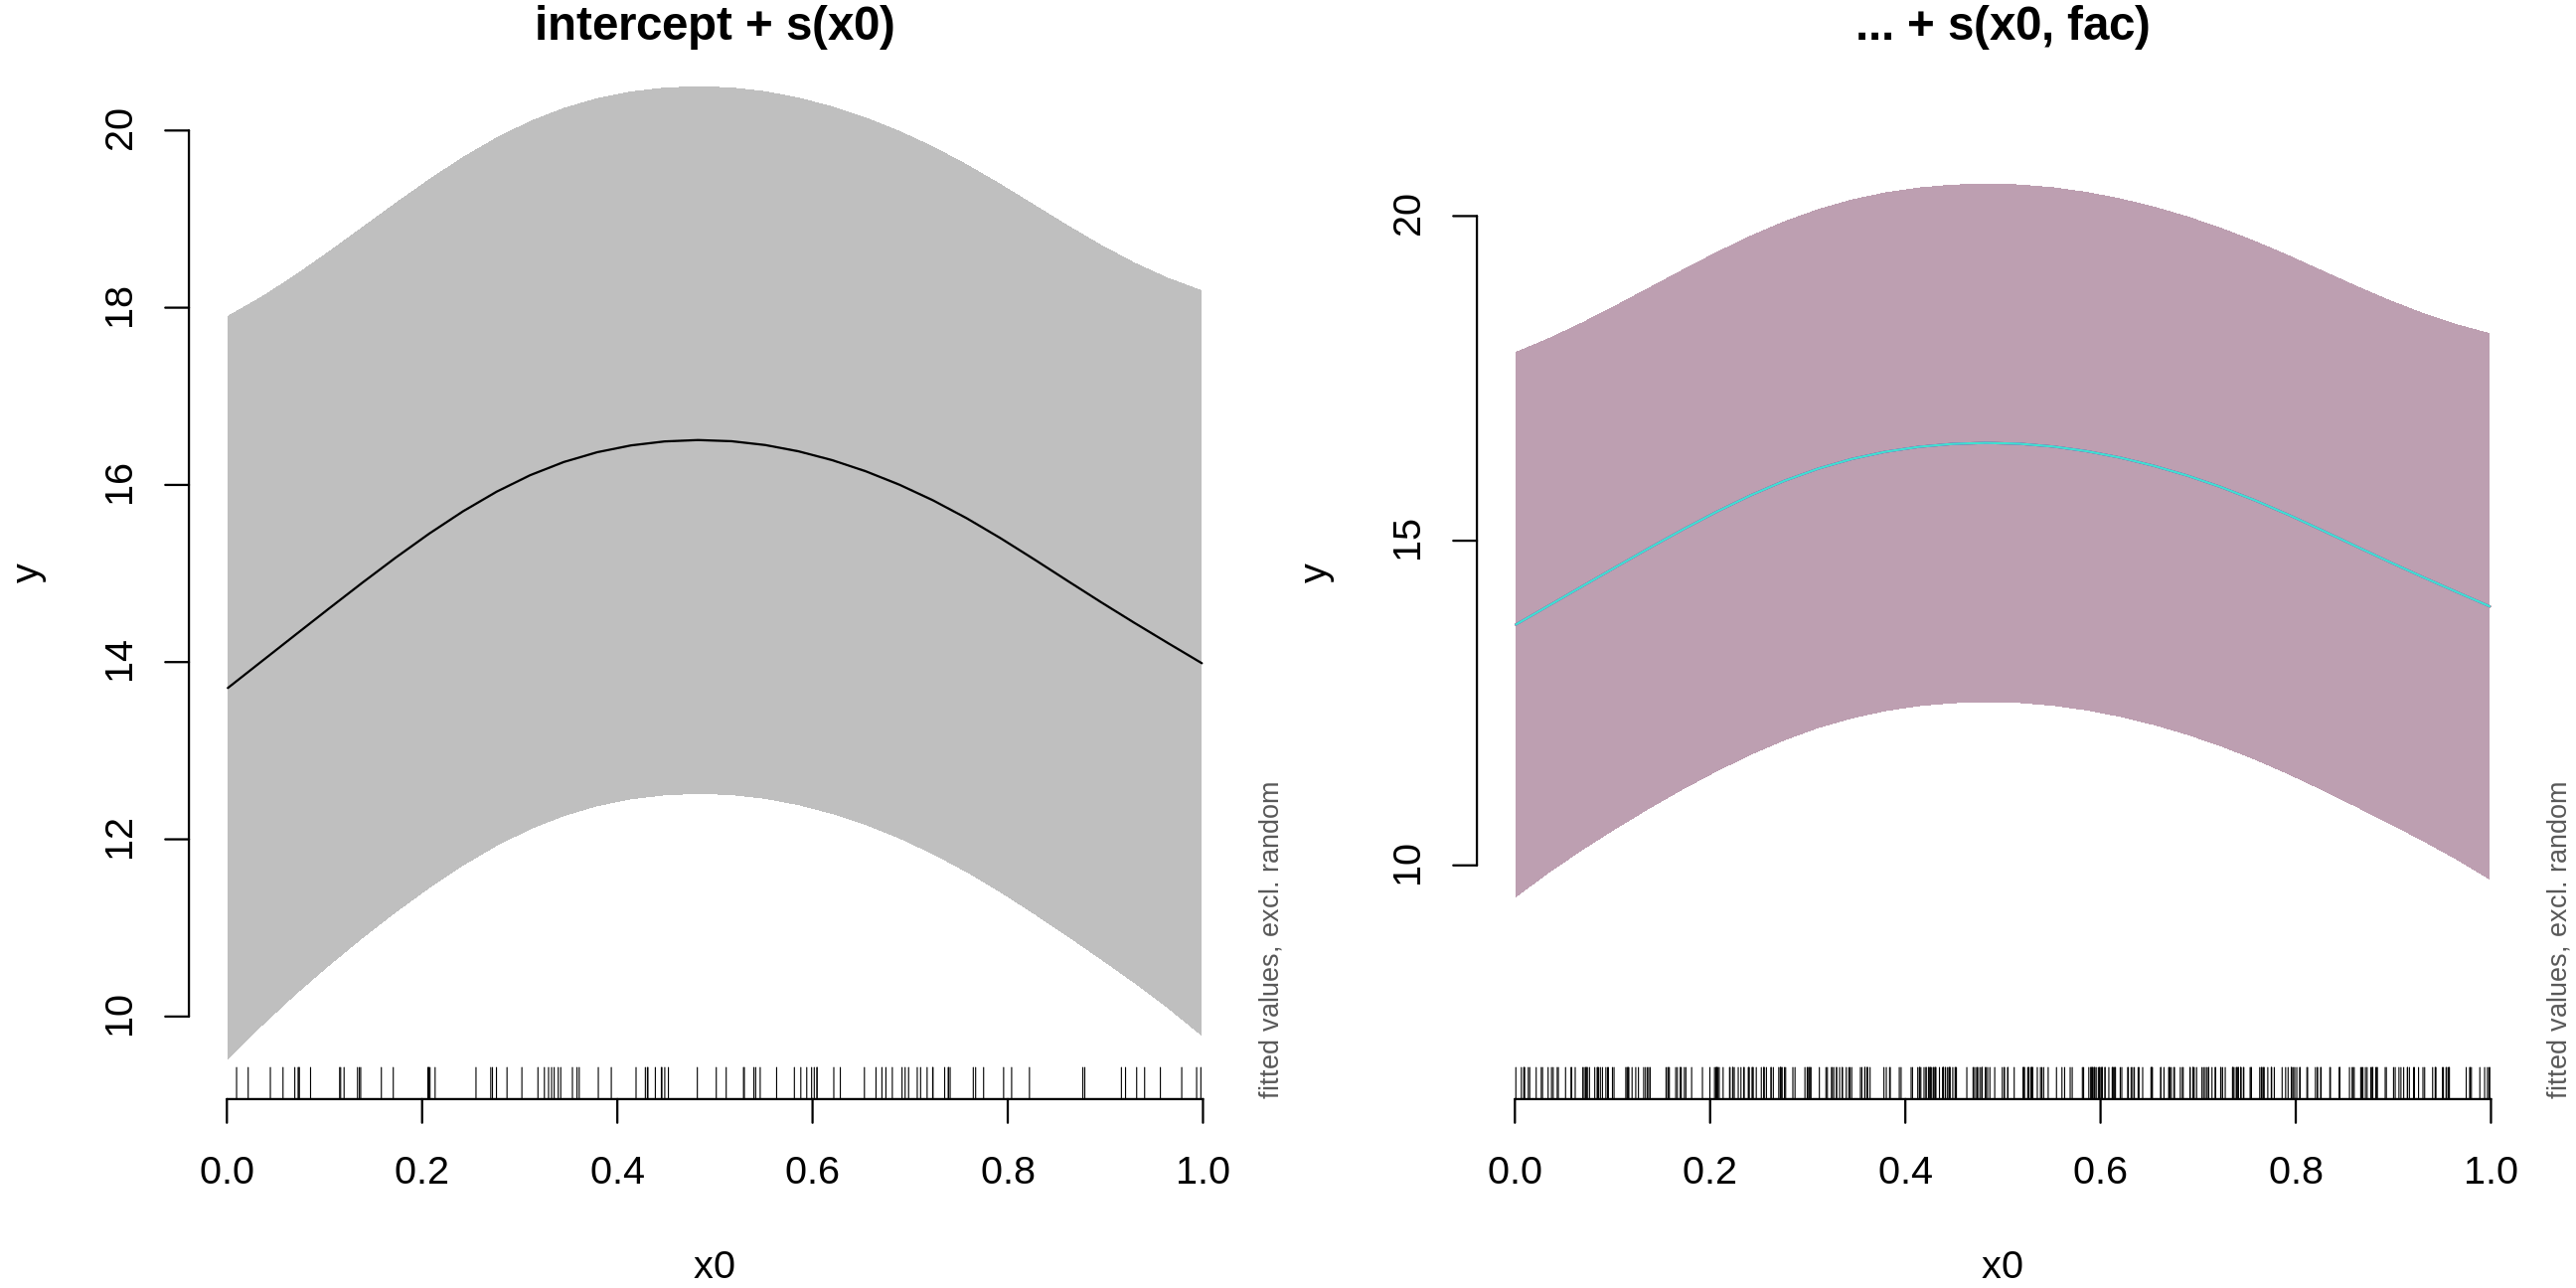 intercept + s(x0)
y
20
18
16
14
12
10
0.0 0.2 0.4 0.6 0.8 1.0
x0
fitted values, excl. random
... + s(x0, fac)
y
20
15
10
0.0 0.2 0.4 0.6 0.8 1.0
x0
fitted values, excl. random